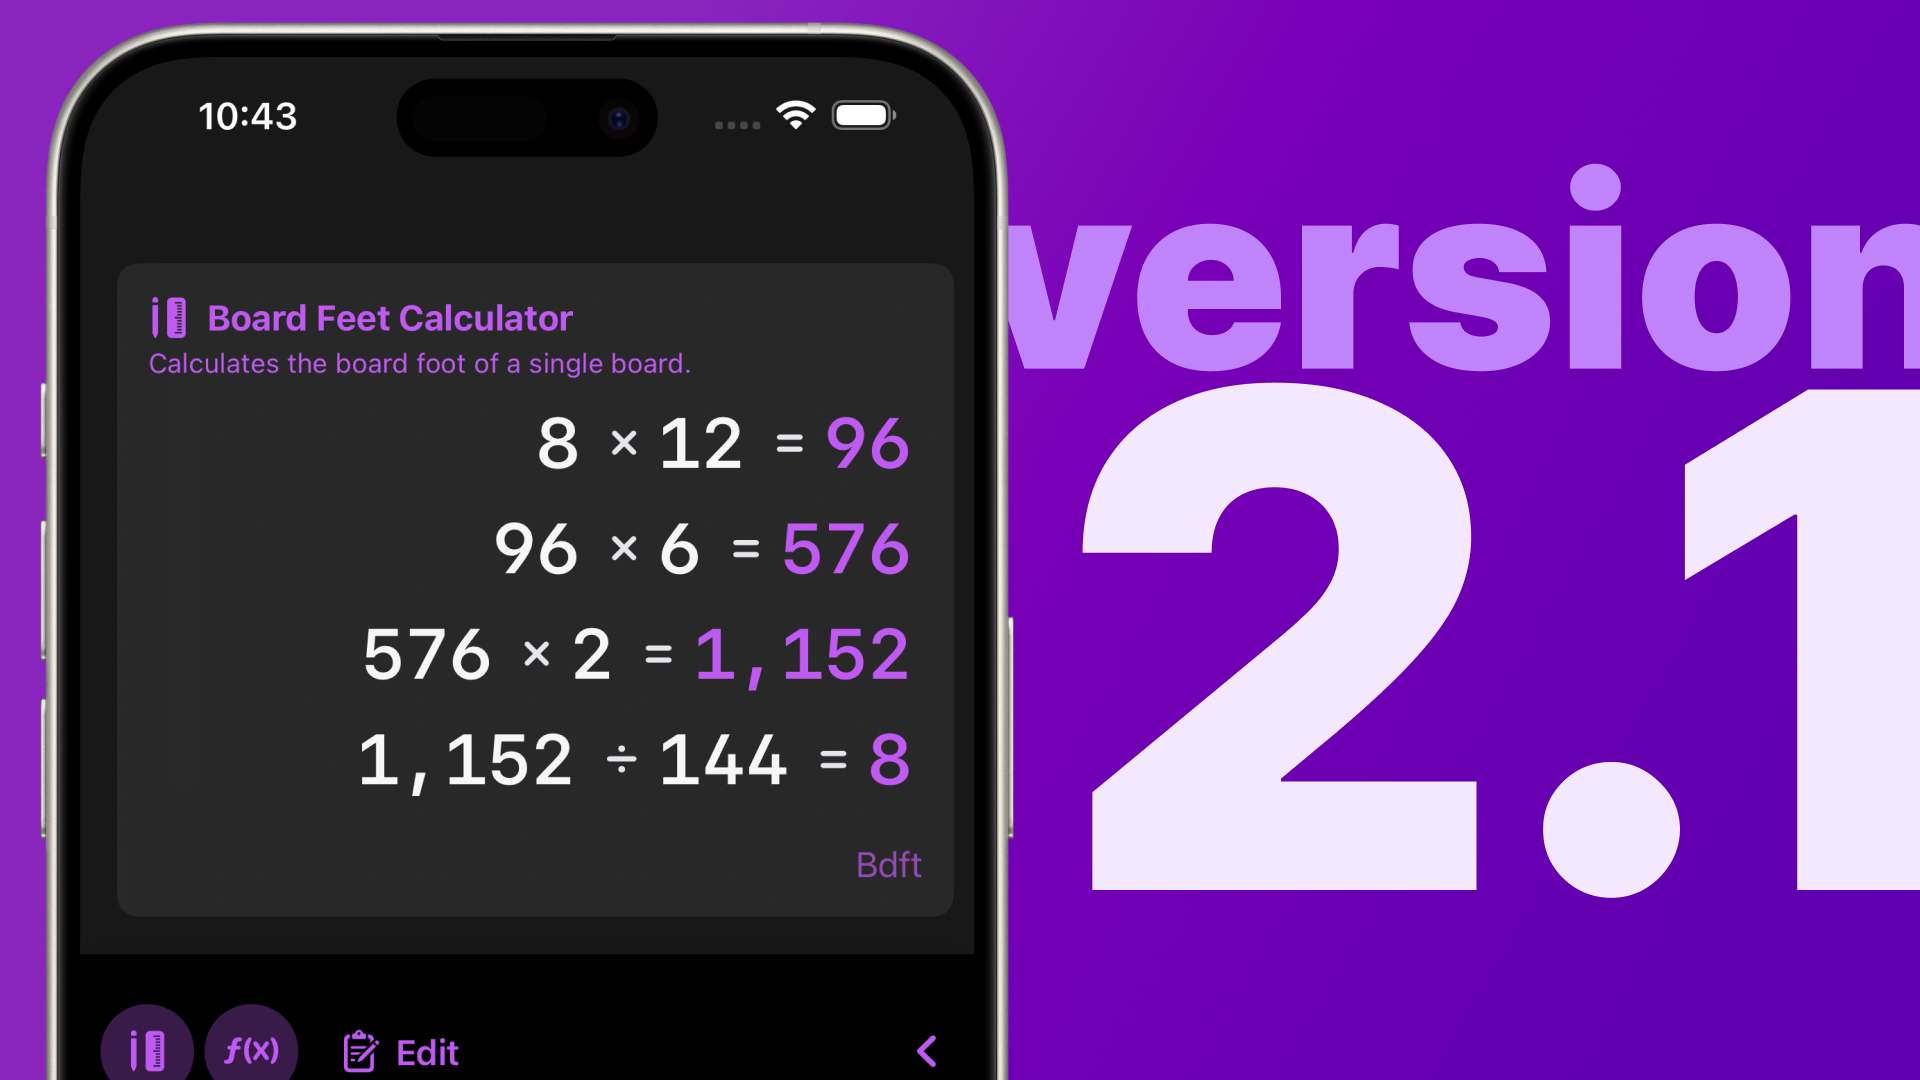 10:43
Board Feet Calculator
Calculates the board foot of a single board.
8 × 12 = 96
96 × 6 = 576
576 × 2 = 1,152
1,152 ÷ 144 = 8
Bdft
f(x)
Edit
version
2.1